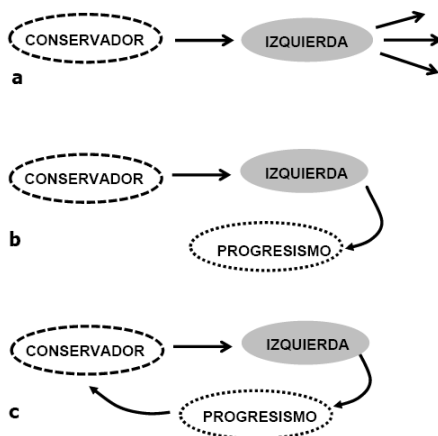 CONSERVADOR IZQUIERDA
a
CONSERVADOR IZQUIERDA
PROGRESISMO
b
CONSERVADOR IZQUIERDA
PROGRESISMO
c